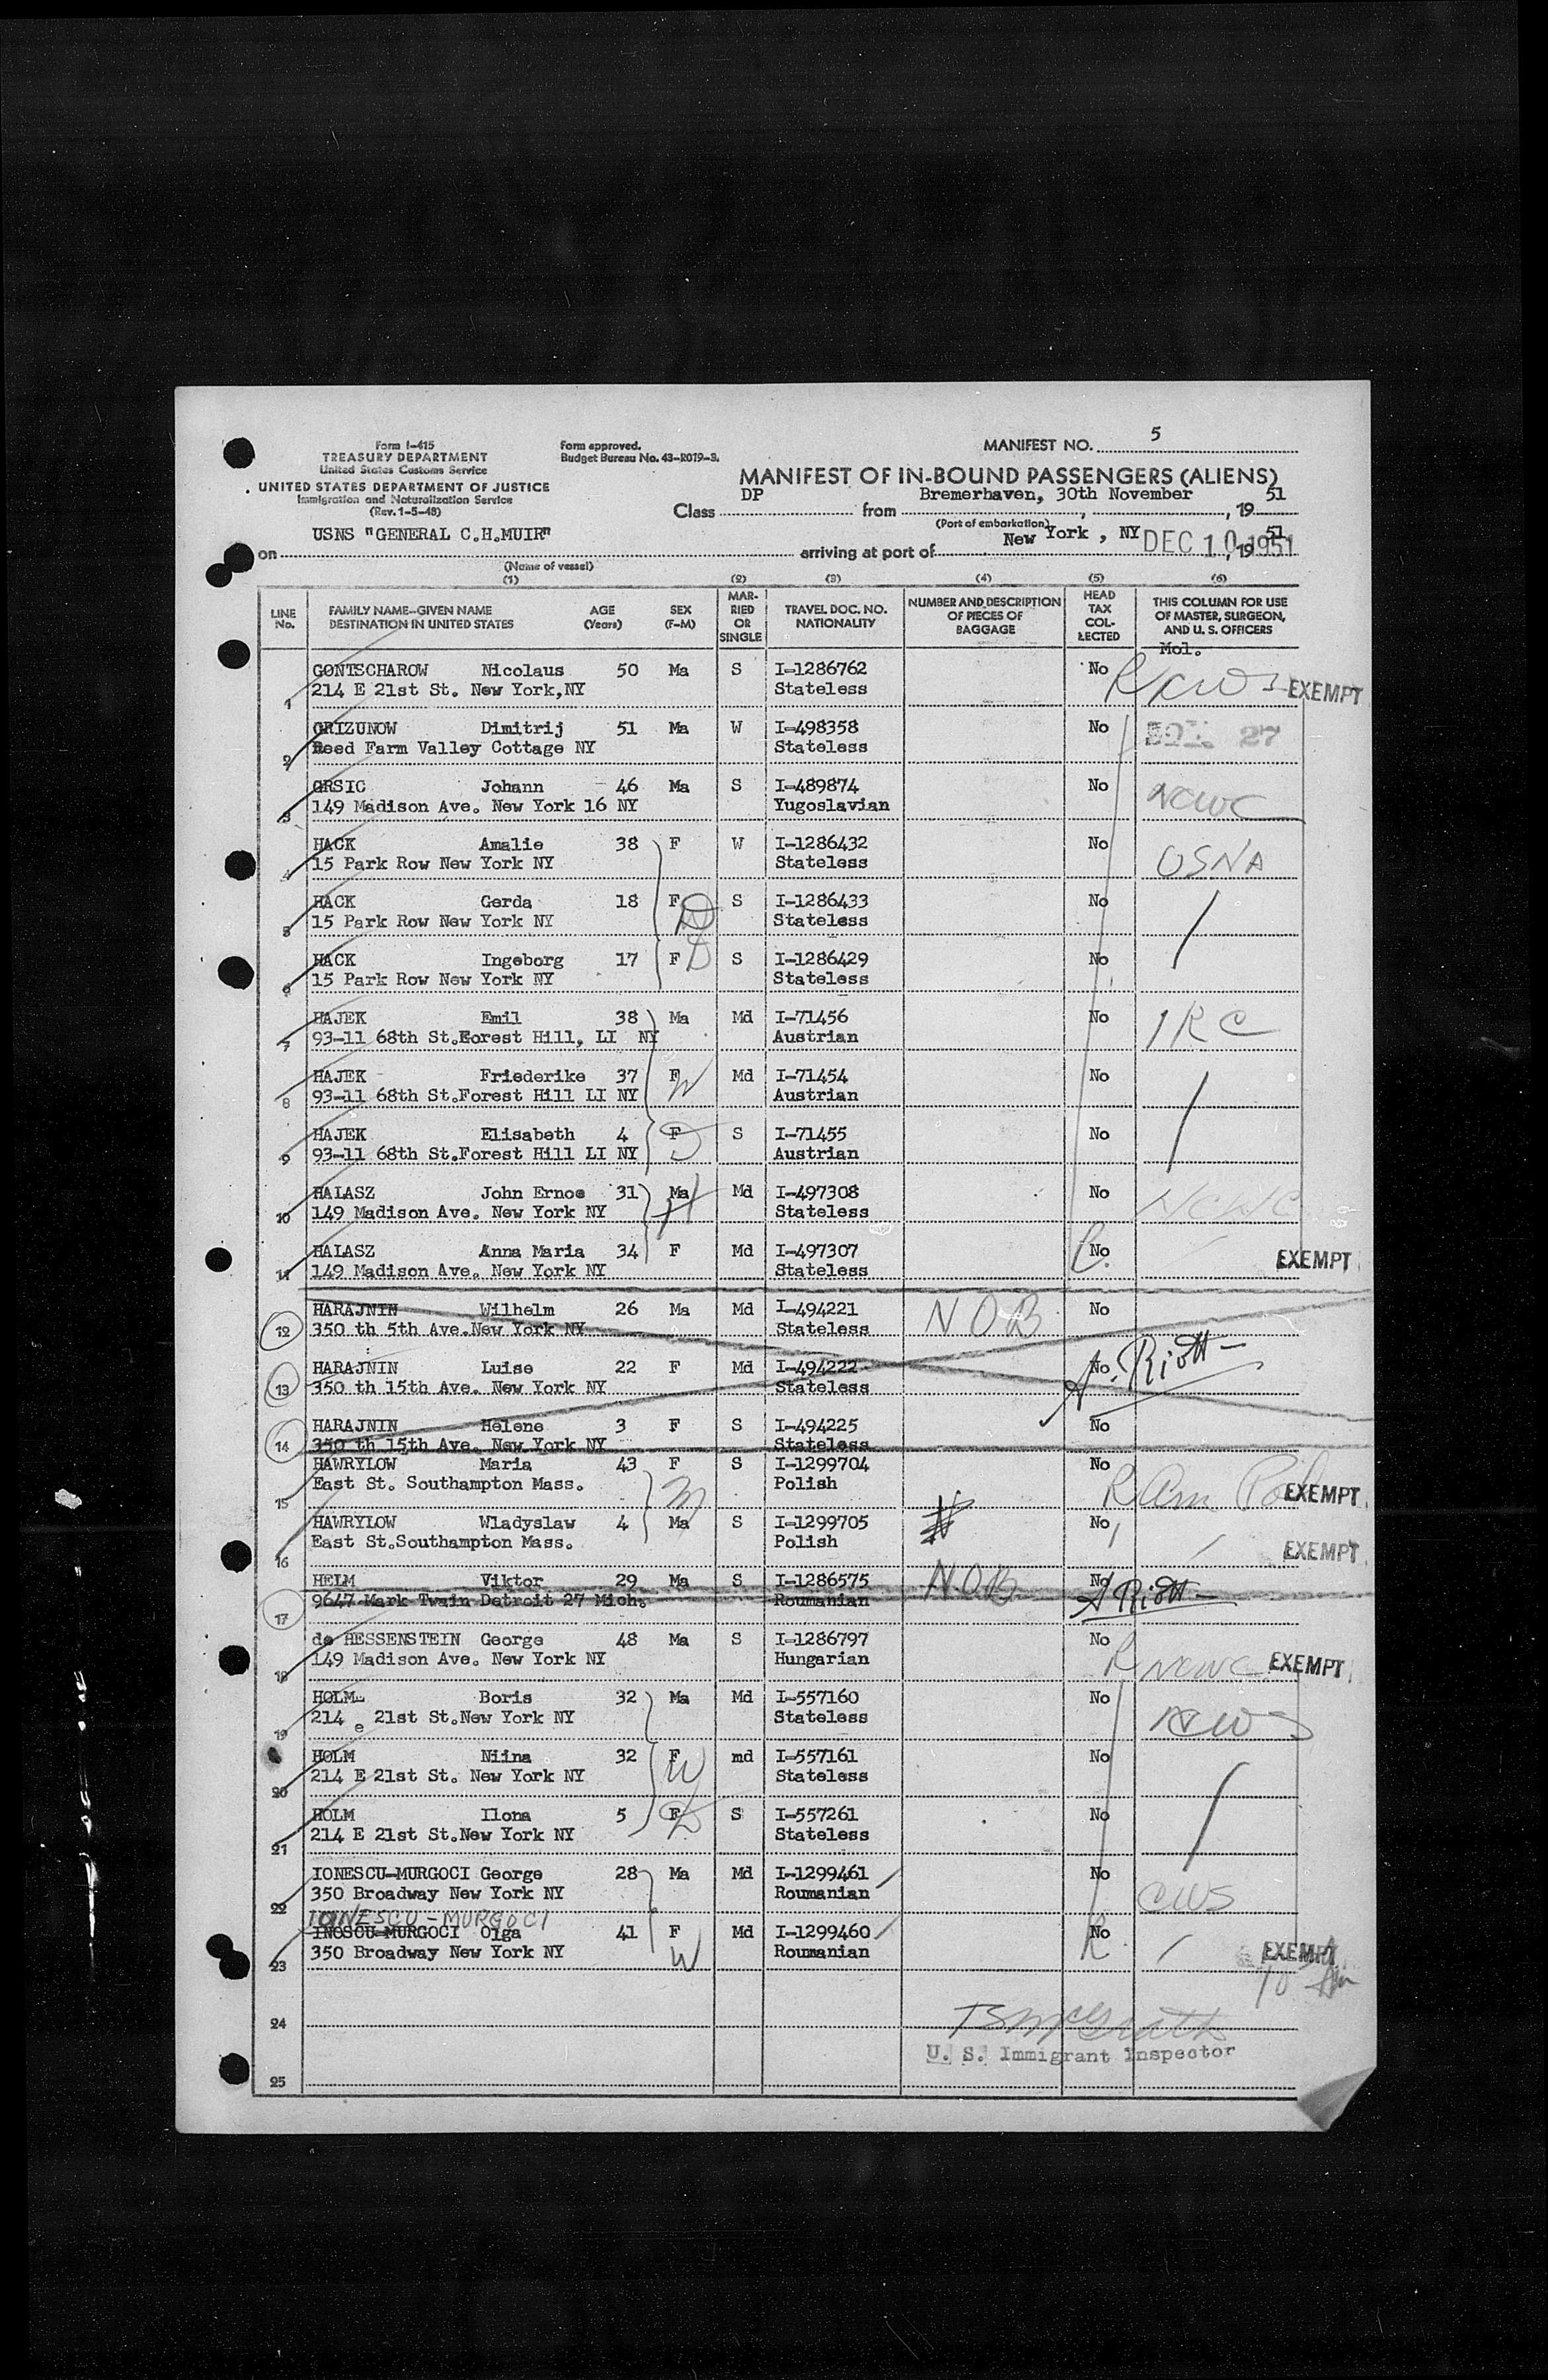 Form I-415
TREASURY DEPARTMENT
United States Customs Service
UNITED STATES DEPARTMENT OF JUSTICE
Immigration and Naturalization Service
(Rev. 1-5-48)
Form approved.
Budget Bureau No. 43-R019-3.
MANIFEST NO. 5
MANIFEST OF IN-BOUND PASSENGERS (ALIENS)
Class DP from Bremerhaven, 30th November, 19 51
(Port of embarkation)
on USNS "GENERAL C.H.MUIR" arriving at port of New York , NY DEC 10 1951, 19 51
(Name of vessel)
(1) (2) (3) (4) (5) (6)
LINE No. FAMILY NAME—GIVEN NAME DESTINATION IN UNITED STATES AGE (Years) SEX (F-M) MARRIED OR SINGLE TRAVEL DOC. NO. NATIONALITY NUMBER AND DESCRIPTION OF PIECES OF BAGGAGE HEAD TAX COLLECTED THIS COLUMN FOR USE OF MASTER, SURGEON, AND U. S. OFFICERS
Mol.
GONTSCHAROW Nicolaus 50 Ma S I-1286762 No
1 214 E 21st St. New York,NY Stateless EXEMPT
GRIZUNOW Dimitrij 51 Ma W I-498358 No 27
2 Reed Farm Valley Cottage NY Stateless
GRSIC Johann 46 Ma S I-489874 No NCWC
3 149 Madison Ave. New York 16 NY Yugoslavian
HACK Amalie 38 F W I-1286432 No USNA
4 15 Park Row New York NY Stateless
HACK Gerda 18 F D S I-1286433 No /
5 15 Park Row New York NY Stateless
HACK Ingeborg 17 F D S I-1286429 No
6 15 Park Row New York NY Stateless
HAJEK Emil 38 Ma Md I-71456 No IRC
7 93-11 68th St.Forest Hill, LI NY Austrian
HAJEK Friederike 37 F W Md I-71454 No /
8 93-11 68th St.Forest Hill LI NY Austrian
HAJEK Elisabeth 4 F D S I-71455 No
9 93-11 68th St.Forest Hill LI NY Austrian
HALASZ John Ernoe 31 Ma H Md I-497308 No NCWC
10 149 Madison Ave. New York NY Stateless
HALASZ Anna Maria 34 F Md I-497307 No EXEMPT
11 149 Madison Ave. New York NY Stateless
HARAJNIN Wilhelm 26 Ma Md I-494221 N O B No
12 350 th 5th Ave.New York NY Stateless
HARAJNIN Luise 22 F Md I-494222 No
13 350 th 15th Ave. New York NY Stateless
HARAJNIN Helene 3 F S I-494225 No
14 350 th 15th Ave. New York NY Stateless
HAWRYLOW Maria 43 F M S I-1299704 No
15 East St. Southampton Mass. Polish R Am. Pol EXEMPT
HAWRYLOW Wladyslaw 4 Ma S I-1299705 # No /
16 East St.Southampton Mass. Polish EXEMPT
HELM Viktor 29 Ma S I-1286575 N.O.B No
17 9647 Mark Twain Detroit 27 Mich. Roumanian
de HESSENSTEIN George 48 Ma S I-1286797 No
18 149 Madison Ave. New York NY Hungarian R NCWC EXEMPT
HOLM Boris 32 Ma Md I-557160 No
19 214 e 21st St.New York NY Stateless
HOLM Niina 32 F W md I-557161 No /
20 214 E 21st St. New York NY Stateless
HOLM Ilona 5 F D S I-557261 No
21 214 E 21st St.New York NY Stateless
IONESCU-MURGOCI George 28 Ma Md I-1299461 / No CWS
22 350 Broadway New York NY Roumanian
IONESCU-MURGOCI
INOSCU-MURGOCI Olga 41 F W Md I-1299460 / No R /
23 350 Broadway New York NY Roumanian EXEMPT
24
U. S. Immigrant Inspector
25